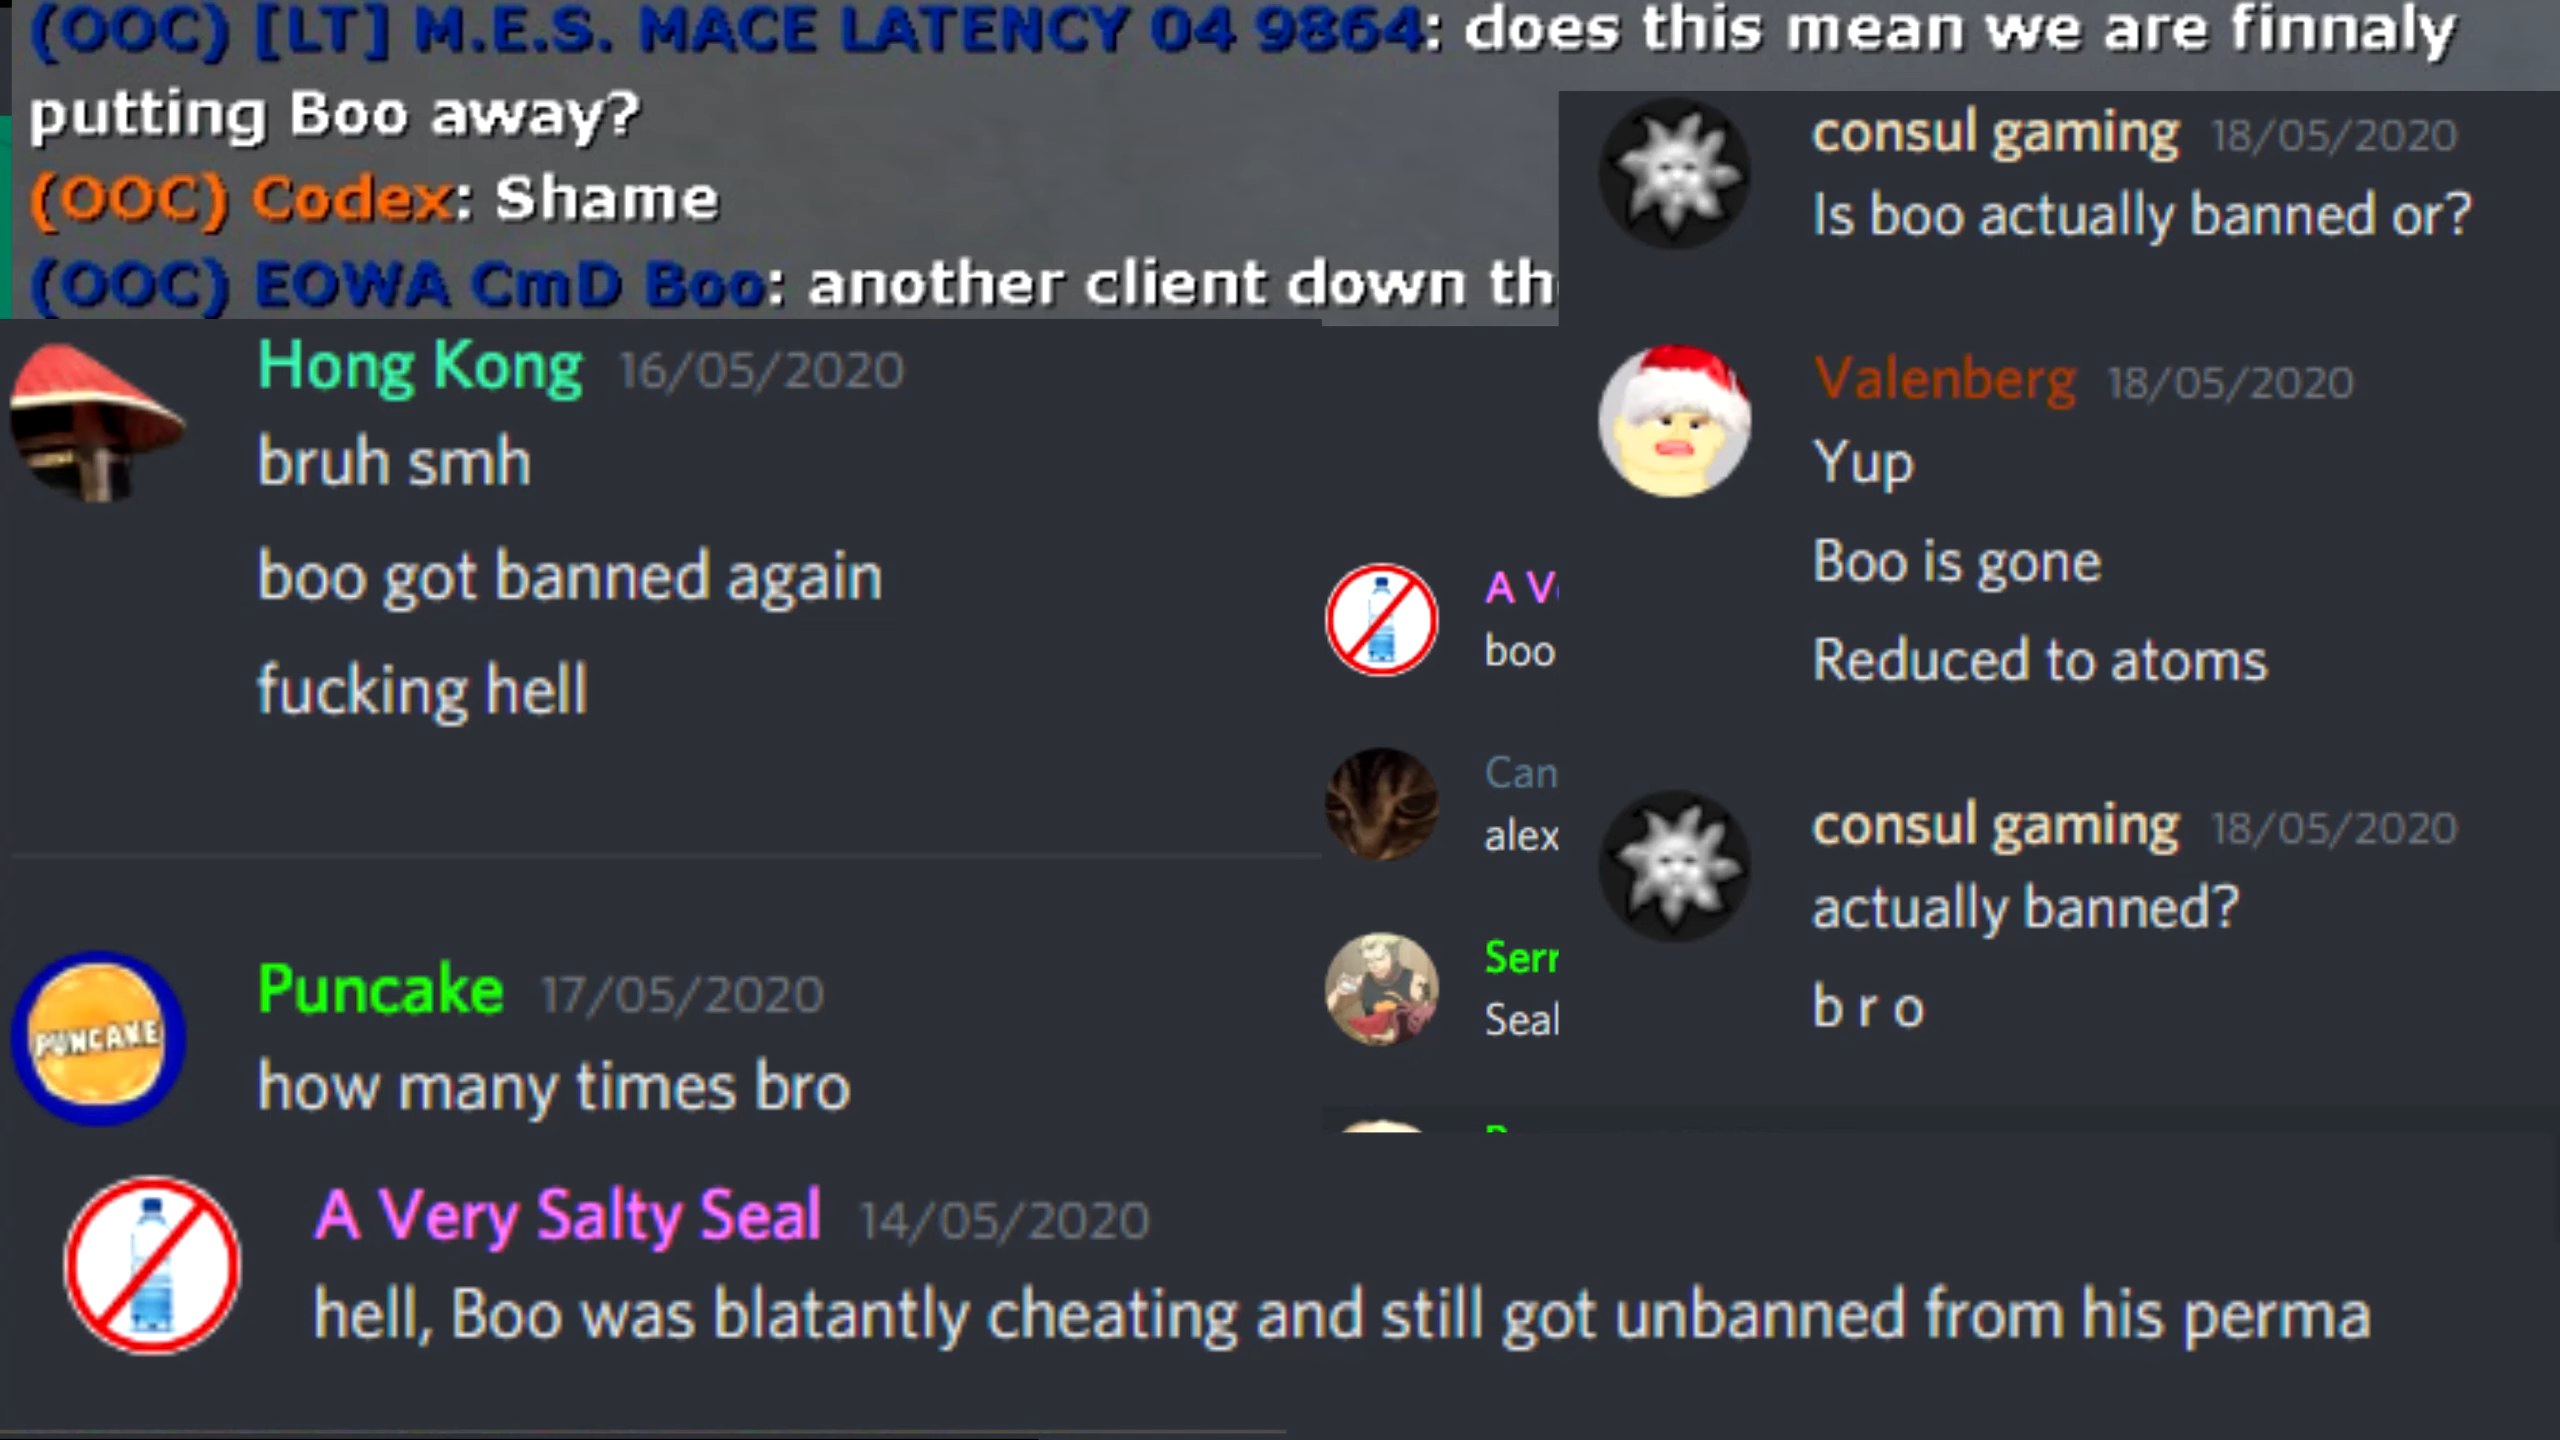 (OOC) [LT] M.E.S. MACE LATENCY 04 9864: does this mean we are finnaly
putting Boo away?
(OOC) Codex: Shame
(OOC) EOWA CmD Boo: another client down
Hong Kong 16/05/2020
bruh smh
boo got banned again
fucking hell
Puncake 17/05/2020
PUNCAKE
how many times bro
A
boo
Can
alex
Serr
Seal
consul gaming 18/05/2020
Is boo actually banned or?
Valenberg 18/05/2020
Yup
Boo is gone
Reduced to atoms
consul gaming 18/05/2020
actually banned?
b r o
A Very Salty Seal 14/05/2020
hell, Boo was blatantly cheating and still got unbanned from his perma